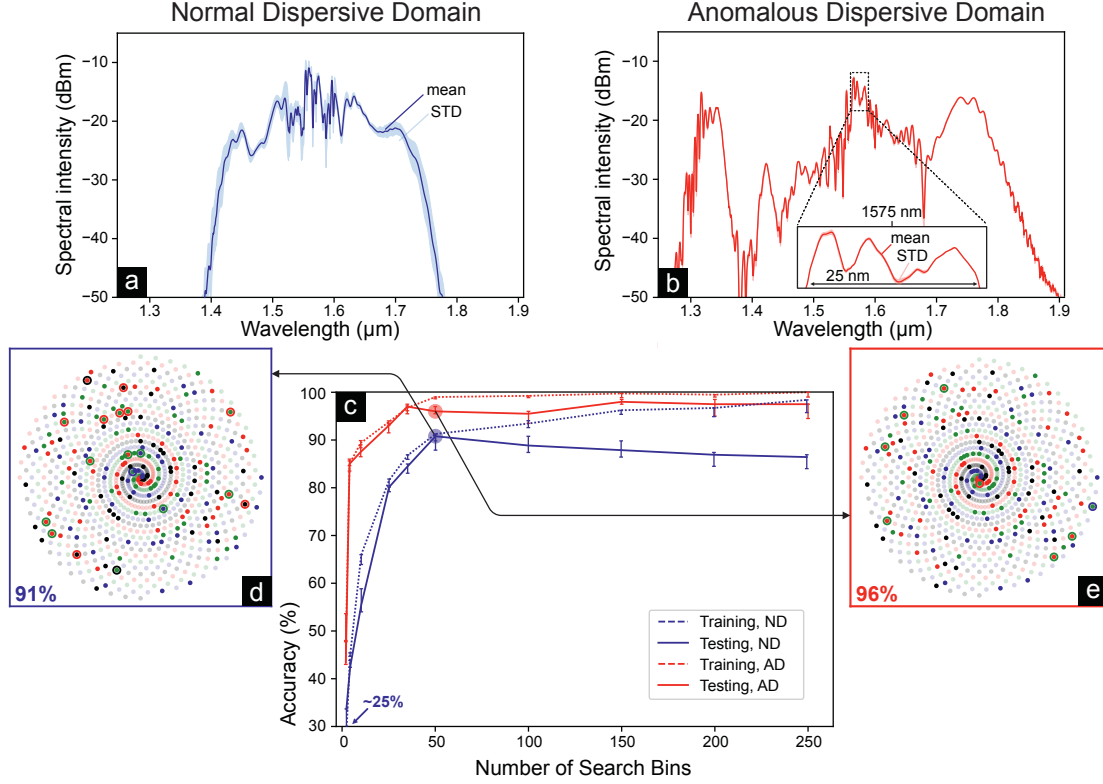 Normal Dispersive Domain
Anomalous Dispersive Domain
Spectral intensity (dBm)
−10
−20
−30
−40
−50
mean
STD
a
1.3
1.4
1.5
1.6
1.7
1.8
1.9
Wavelength (μm)
Spectral intensity (dBm)
−10
−20
−30
−40
−50
1575 nm
mean
STD
25 nm
b
1.3
1.4
1.5
1.6
1.7
1.8
1.9
Wavelength (μm)
91%
d
c
Accuracy (%)
100
90
80
70
60
50
40
30
~25%
Training, ND
Testing, ND
Training, AD
Testing, AD
0
50
100
150
200
250
Number of Search Bins
96%
e